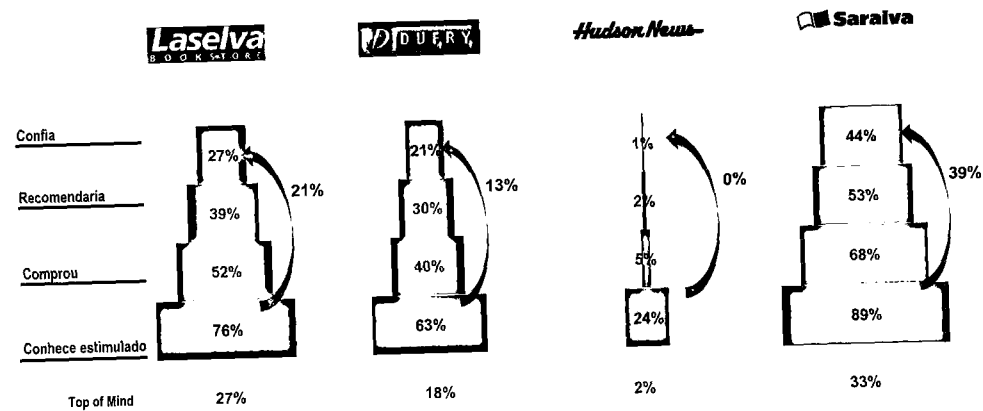 Laselva
BOOKSTORE
D DUFRY
Hudson News
Saraiva
Confia
27%
21%
1%
44%
21%
13%
0%
39%
Recomendaria
39%
30%
2%
53%
Comprou
52%
40%
5%
68%
Conhece estimulado
76%
63%
24%
89%
Top of Mind
27%
18%
2%
33%